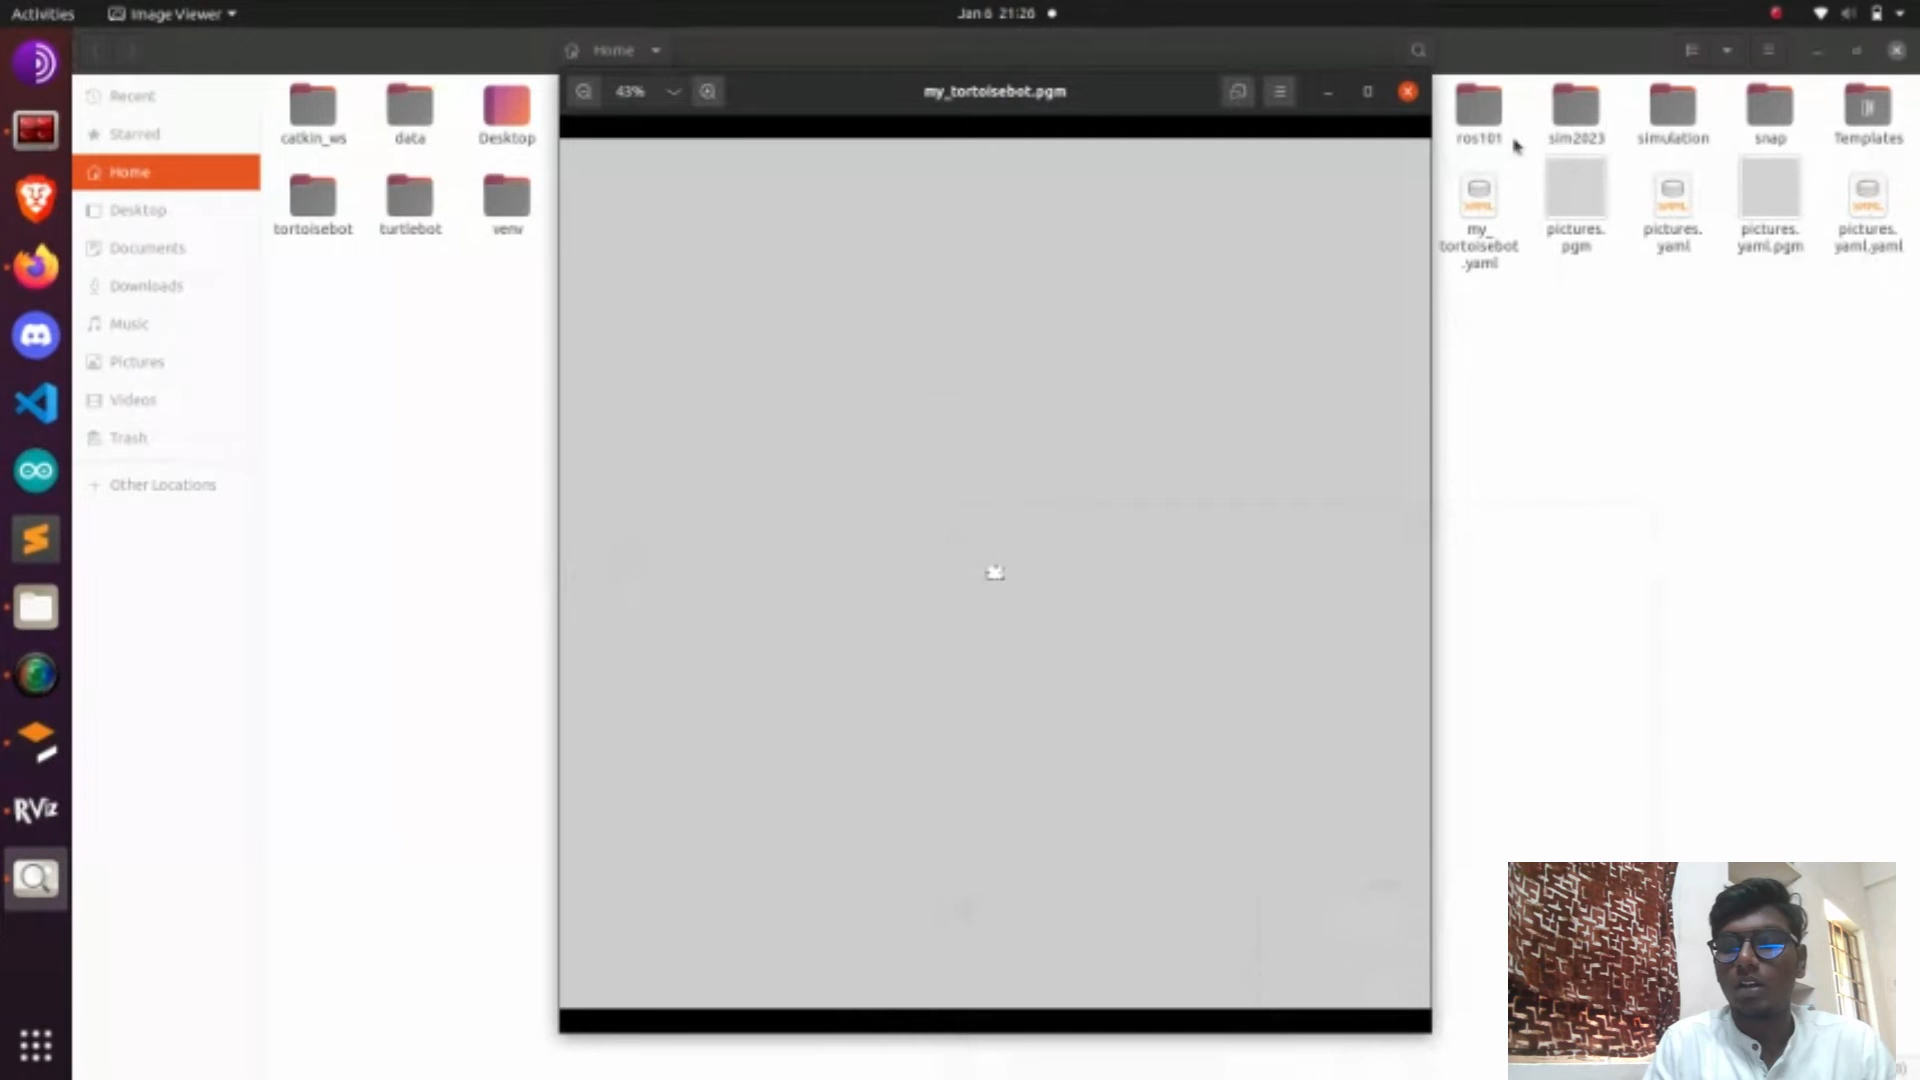 Activities
Image Viewer
Jan 6 21:26
Home
43%
my_tortoisebot.pgm
Recent
Starred
Home
Desktop
Documents
Downloads
Music
Pictures
Videos
Trash
Other Locations
catkin_ws
data
Desktop
ros101
sim2023
simulation
snap
Templates
tortoisebot
turtlebot
venv
my_
tortoisebot
.yaml
pictures.
pgm
pictures.
yaml
pictures.
yaml.pgm
pictures.
yaml.yaml
RViz